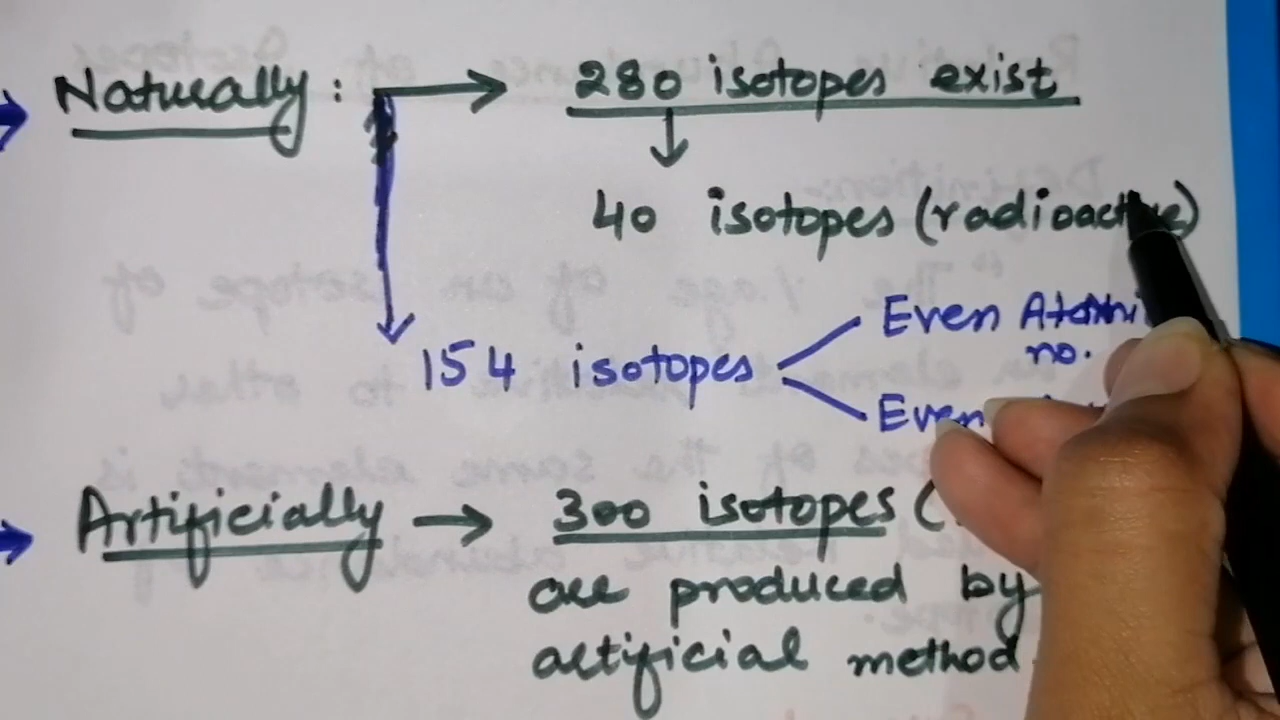 Naturally : 280 isotopes exist
40 isotopes (radioactive)
Even Atomi
154 isotopes
no.
Even
Artificially 300 isotopes (
are produced by
artificial method